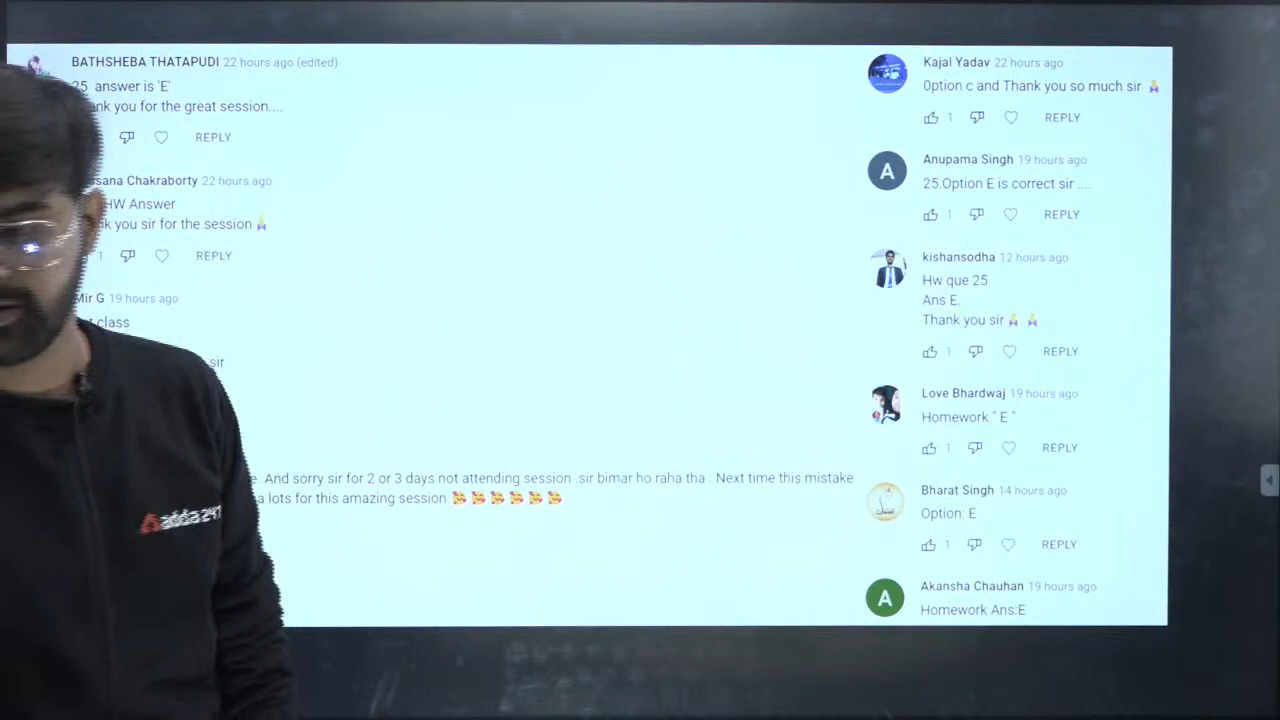 BATHSHEBA THATAPUDI 22 hours ago (edited)
25 answer is 'E'
ank you for the great session....
REPLY
sana Chakraborty 22 hours ago
HW Answer
k you sir for the session
1 REPLY
Mir G 19 hours ago
t class
sir
e And sorry sir for 2 or 3 days not attending session .sir bimar ho raha tha . Next time this mistake
a lots for this amazing session
adda247
Kajal Yadav 22 hours ago
0ption c and Thank you so much sir
1 REPLY
A
Anupama Singh 19 hours ago
25.Option E is correct sir ....
1 REPLY
kishansodha 12 hours ago
Hw que 25
Ans E.
Thank you sir
1 REPLY
Love Bhardwaj 19 hours ago
Homework " E "
1 REPLY
Bharat Singh 14 hours ago
Option: E
1 REPLY
A
Akansha Chauhan 19 hours ago
Homework Ans:E